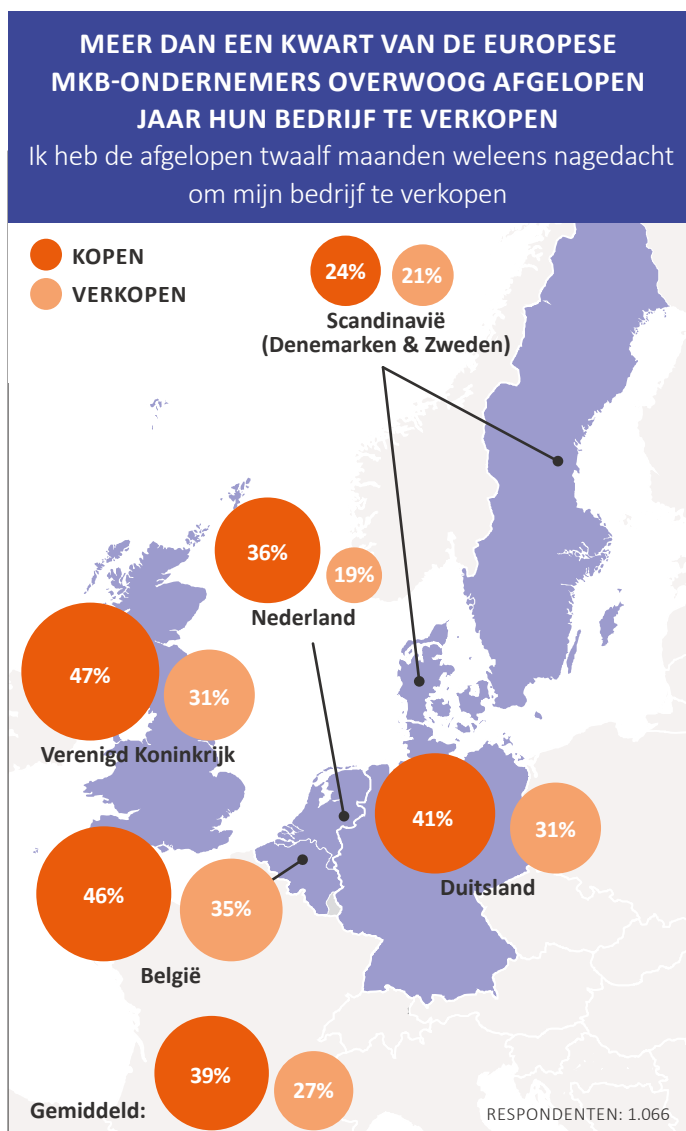 MEER DAN EEN KWART VAN DE EUROPESE
MKB-ONDERNEMERS OVERWOOG AFGELOPEN
JAAR HUN BEDRIJF TE VERKOPEN
Ik heb de afgelopen twaalf maanden weleens nagedacht
om mijn bedrijf te verkopen
KOPEN
VERKOPEN
24%
21%
Scandinavië
(Denemarken & Zweden)
36%
19%
Nederland
47%
31%
Verenigd Koninkrijk
41%
31%
Duitsland
46%
35%
België
39%
27%
Gemiddeld:
RESPONDENTEN: 1.066